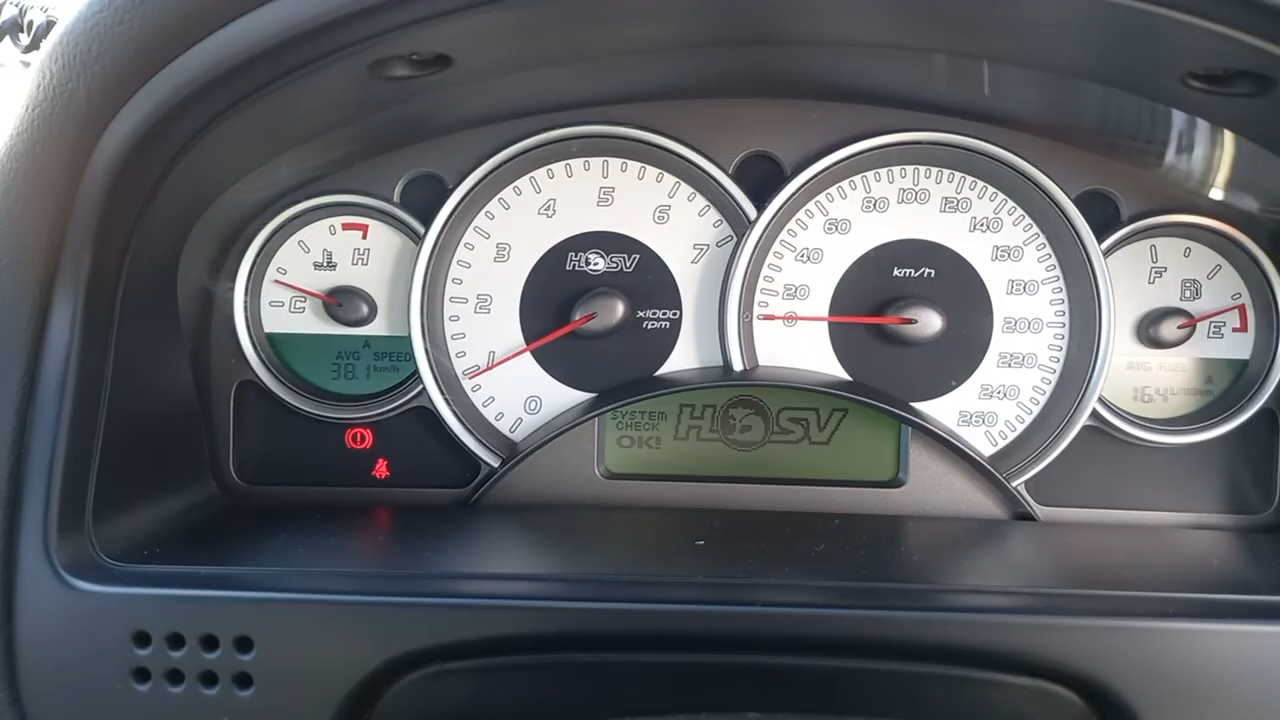 H
C
A
AVG SPEED
38.1 km/h
0
1
2
3
4
5
6
7
HSV
x1000
rpm
SYSTEM
CHECK
OK!
HSV
km/h
0
20
40
60
80
100
120
140
160
180
200
220
240
260
F
E
AVG FUEL
A
16.4 L/100km